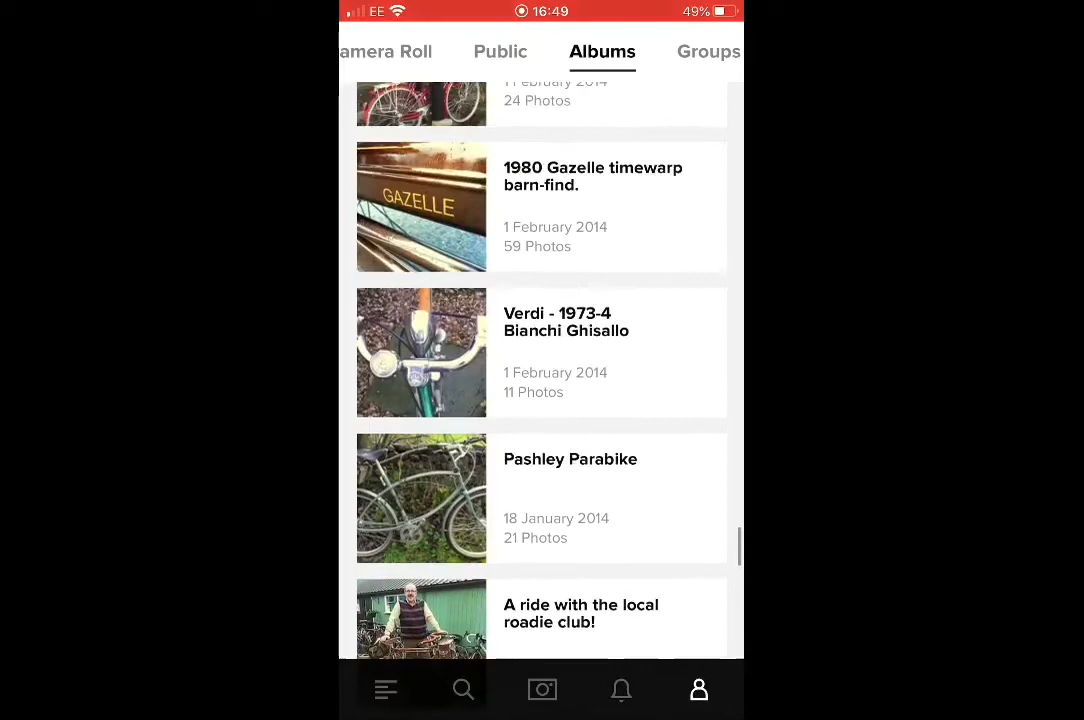 EE 16:49 49%
amera Roll Public Albums Groups
1 February 2014
24 Photos
GAZELLE
1980 Gazelle timewarp
barn-find.
1 February 2014
59 Photos
Verdi - 1973-4
Bianchi Ghisallo
1 February 2014
11 Photos
Pashley Parabike
18 January 2014
21 Photos
A ride with the local
roadie club!